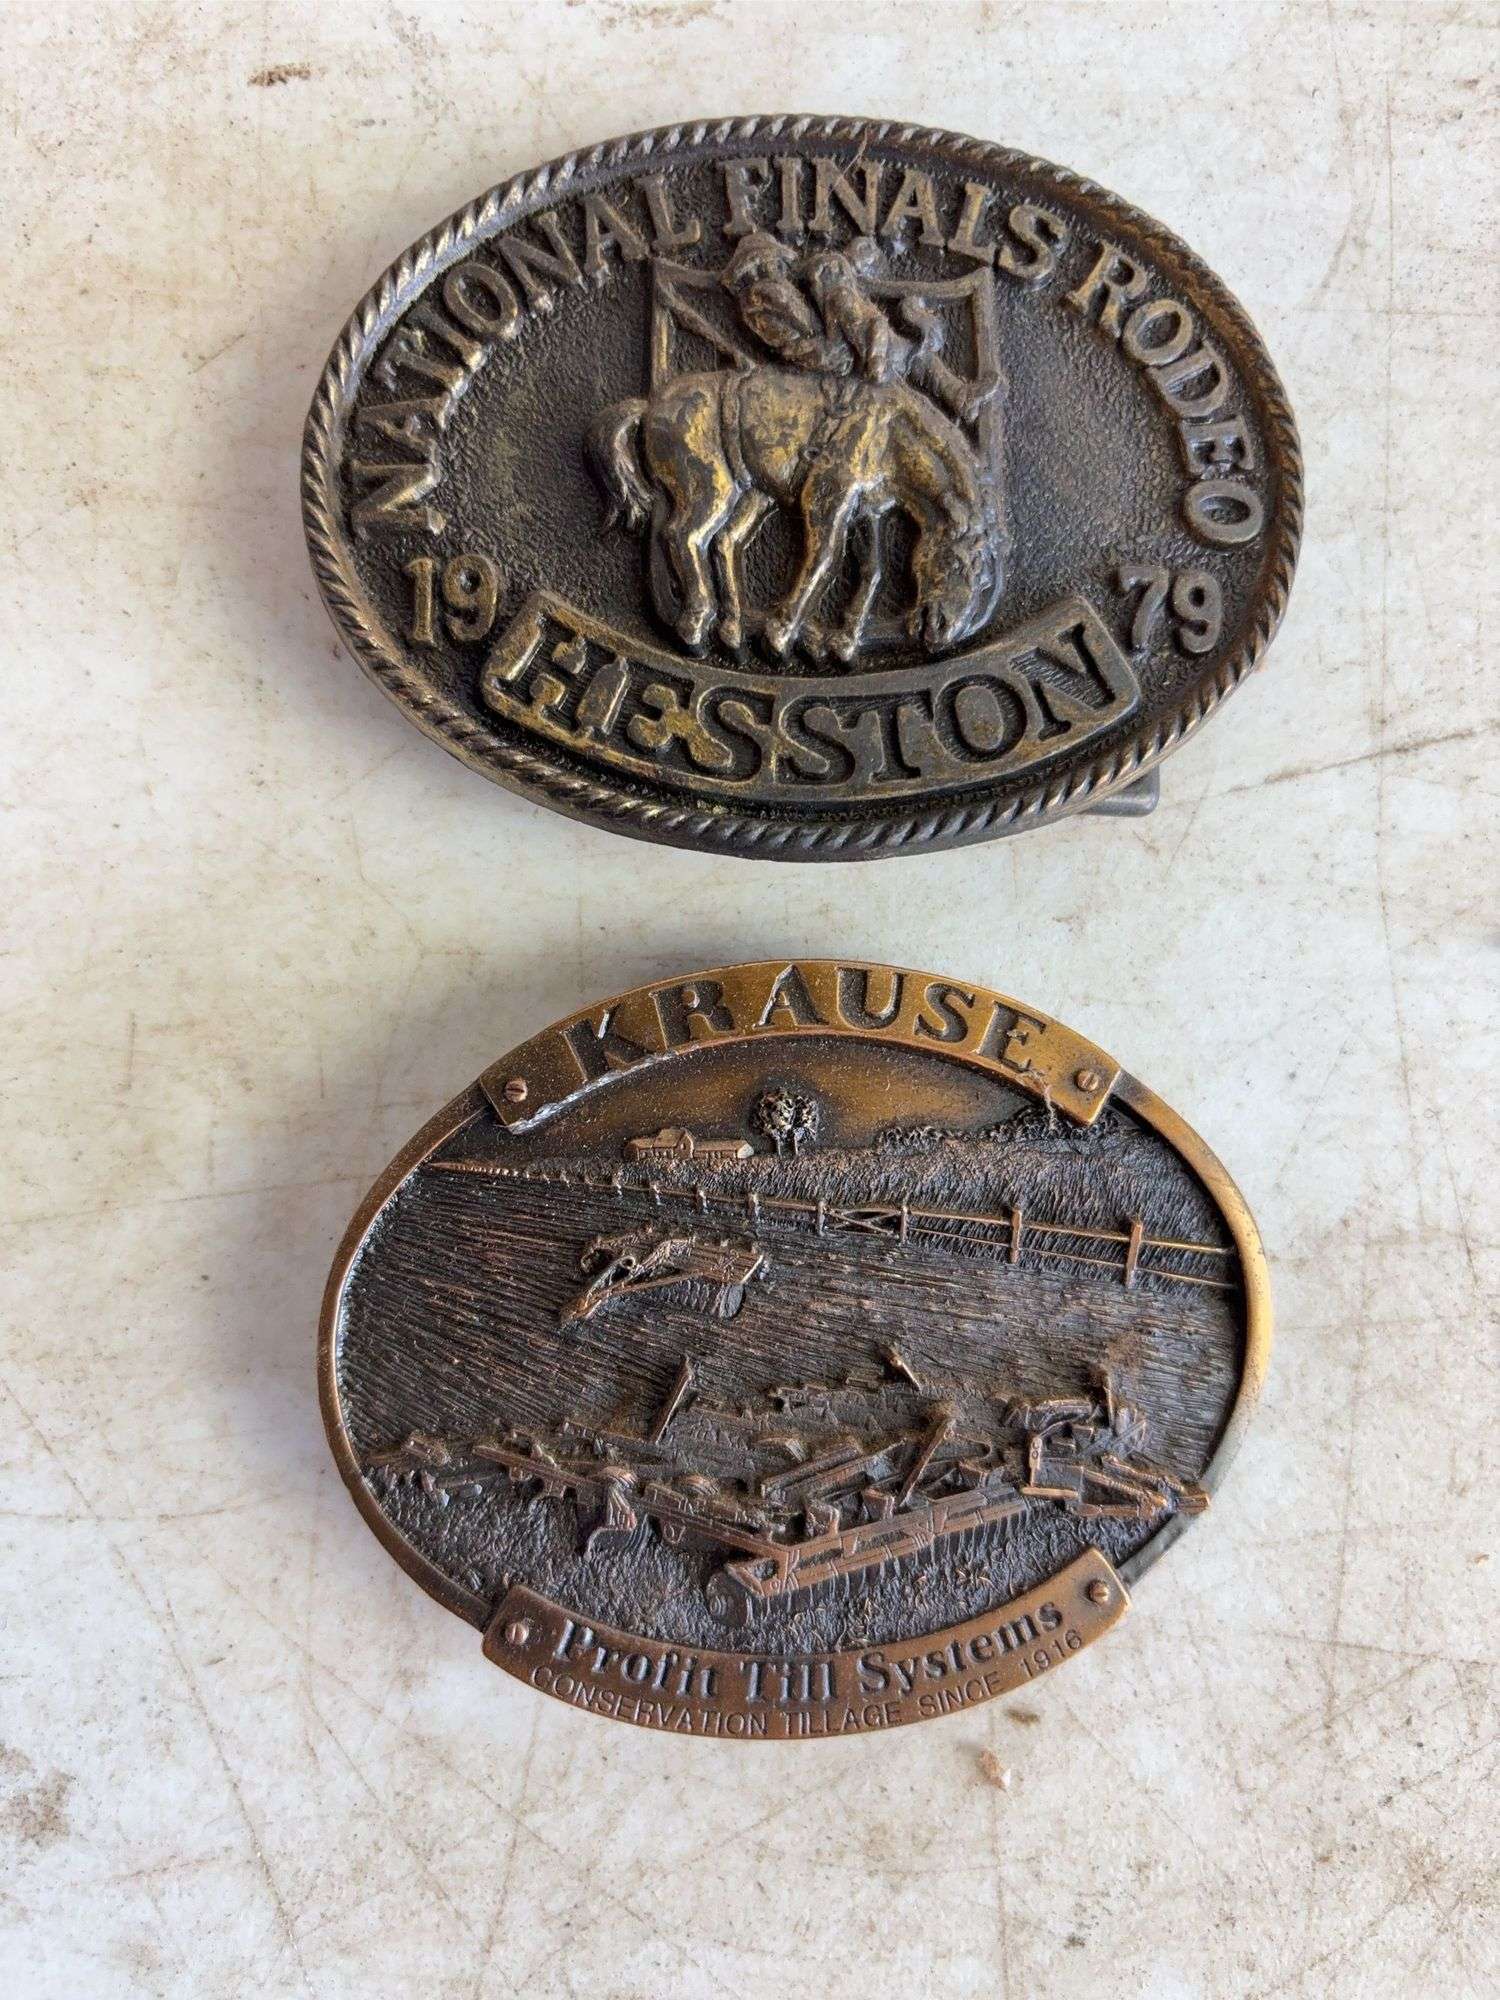 NATIONAL FINALS RODEO
19 79
HESSTON
KRAUSE
Profit Till Systems
CONSERVATION TILLAGE SINCE 1916